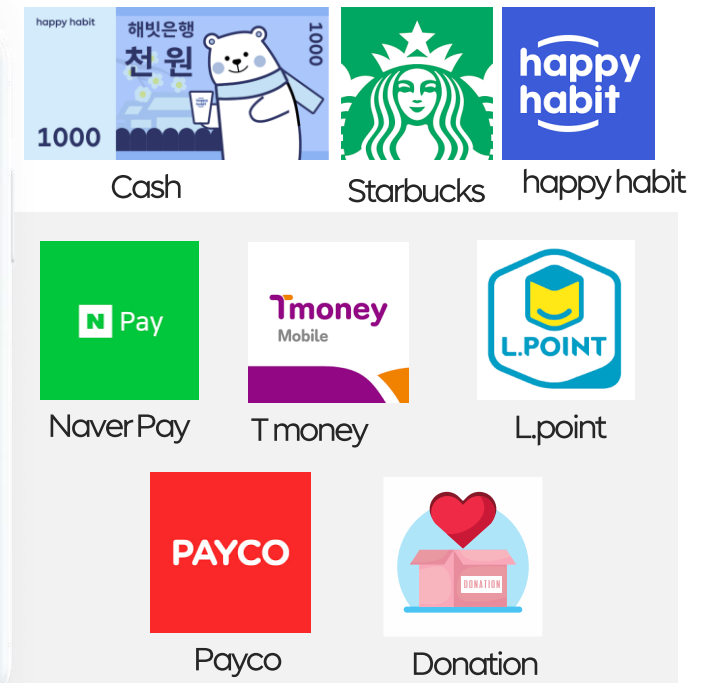 happy habit
해빗은행
천 원
1000
1000
happy
habit
Cash
Starbucks
happy habit
N Pay
Tmoney
Mobile
L.POINT
Naver Pay
T money
L.point
PAYCO
DONATION
Payco
Donation